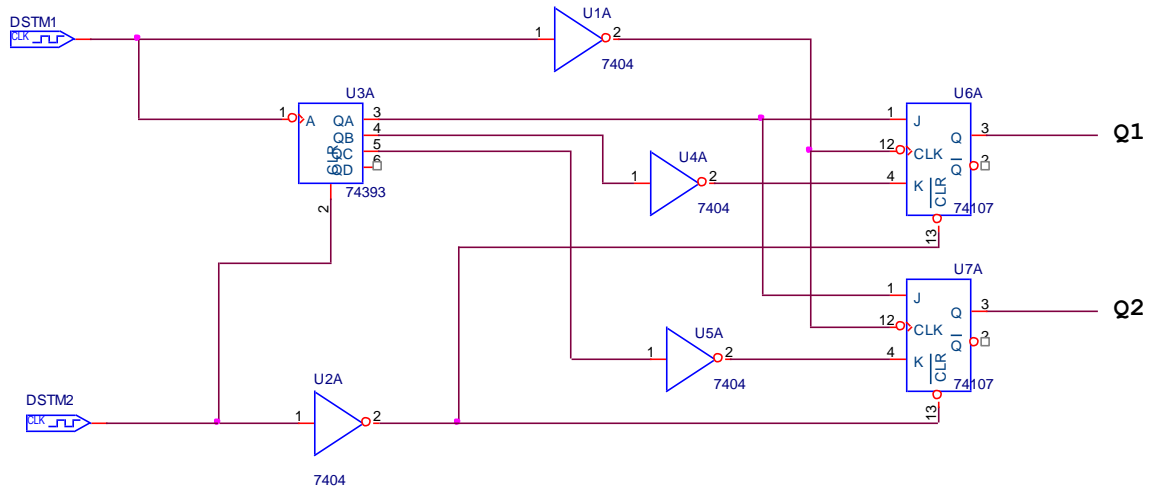 DSTM1
CLK
U1A
1
2
7404
U3A
1
A
QA
3
QB
4
QC
5
QD
6
CLR
2
74393
U4A
1
2
7404
U6A
1
J
Q
3
Q1
12
CLK
Q
2
4
K
CLR
74107
13
U7A
1
J
Q
3
Q2
12
CLK
Q
2
4
K
CLR
74107
13
U5A
1
2
7404
DSTM2
CLK
U2A
1
2
7404